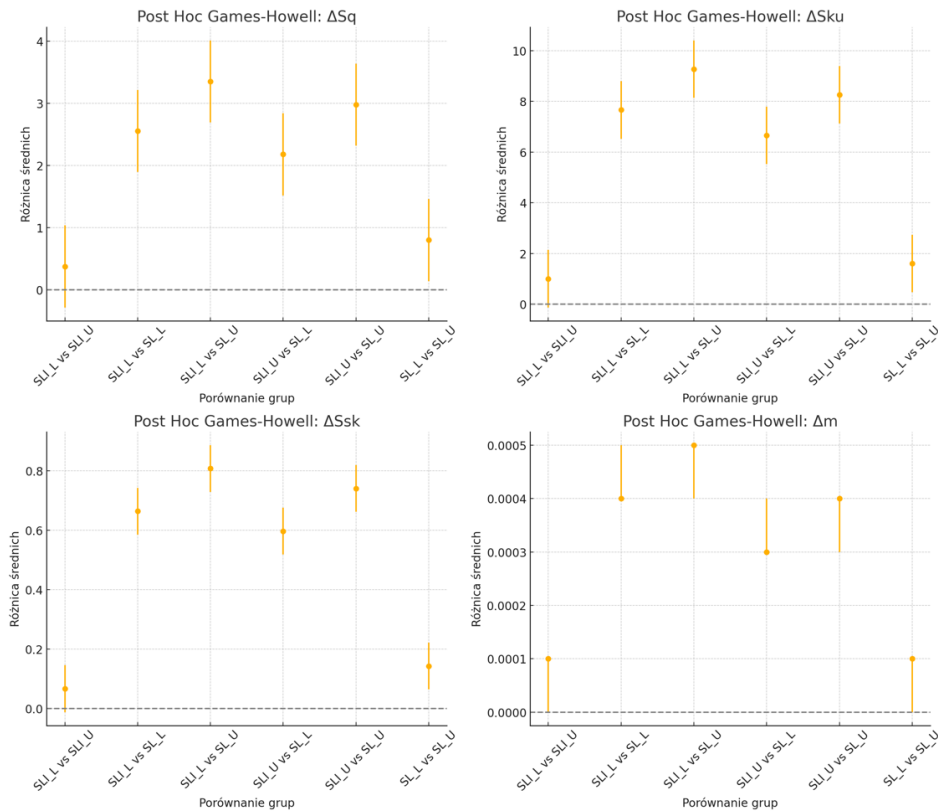 Post Hoc Games-Howell: ΔSq
Różnica średnich
4
3
2
1
0
SLI_L vs SLI_U
SLI_L vs SL_L
SLI_L vs SL_U
SLI_U vs SL_L
SLI_U vs SL_U
SL_L vs SL_U
Porównanie grup
Post Hoc Games-Howell: ΔSku
Różnica średnich
10
8
6
4
2
0
SLI_L vs SLI_U
SLI_L vs SL_L
SLI_L vs SL_U
SLI_U vs SL_L
SLI_U vs SL_U
SL_L vs SL_U
Porównanie grup
Post Hoc Games-Howell: ΔSsk
Różnica średnich
0.8
0.6
0.4
0.2
0.0
SLI_L vs SLI_U
SLI_L vs SL_L
SLI_L vs SL_U
SLI_U vs SL_L
SLI_U vs SL_U
SL_L vs SL_U
Porównanie grup
Post Hoc Games-Howell: Δm
Różnica średnich
0.0005
0.0004
0.0003
0.0002
0.0001
0.0000
SLI_L vs SLI_U
SLI_L vs SL_L
SLI_L vs SL_U
SLI_U vs SL_L
SLI_U vs SL_U
SL_L vs SL_U
Porównanie grup